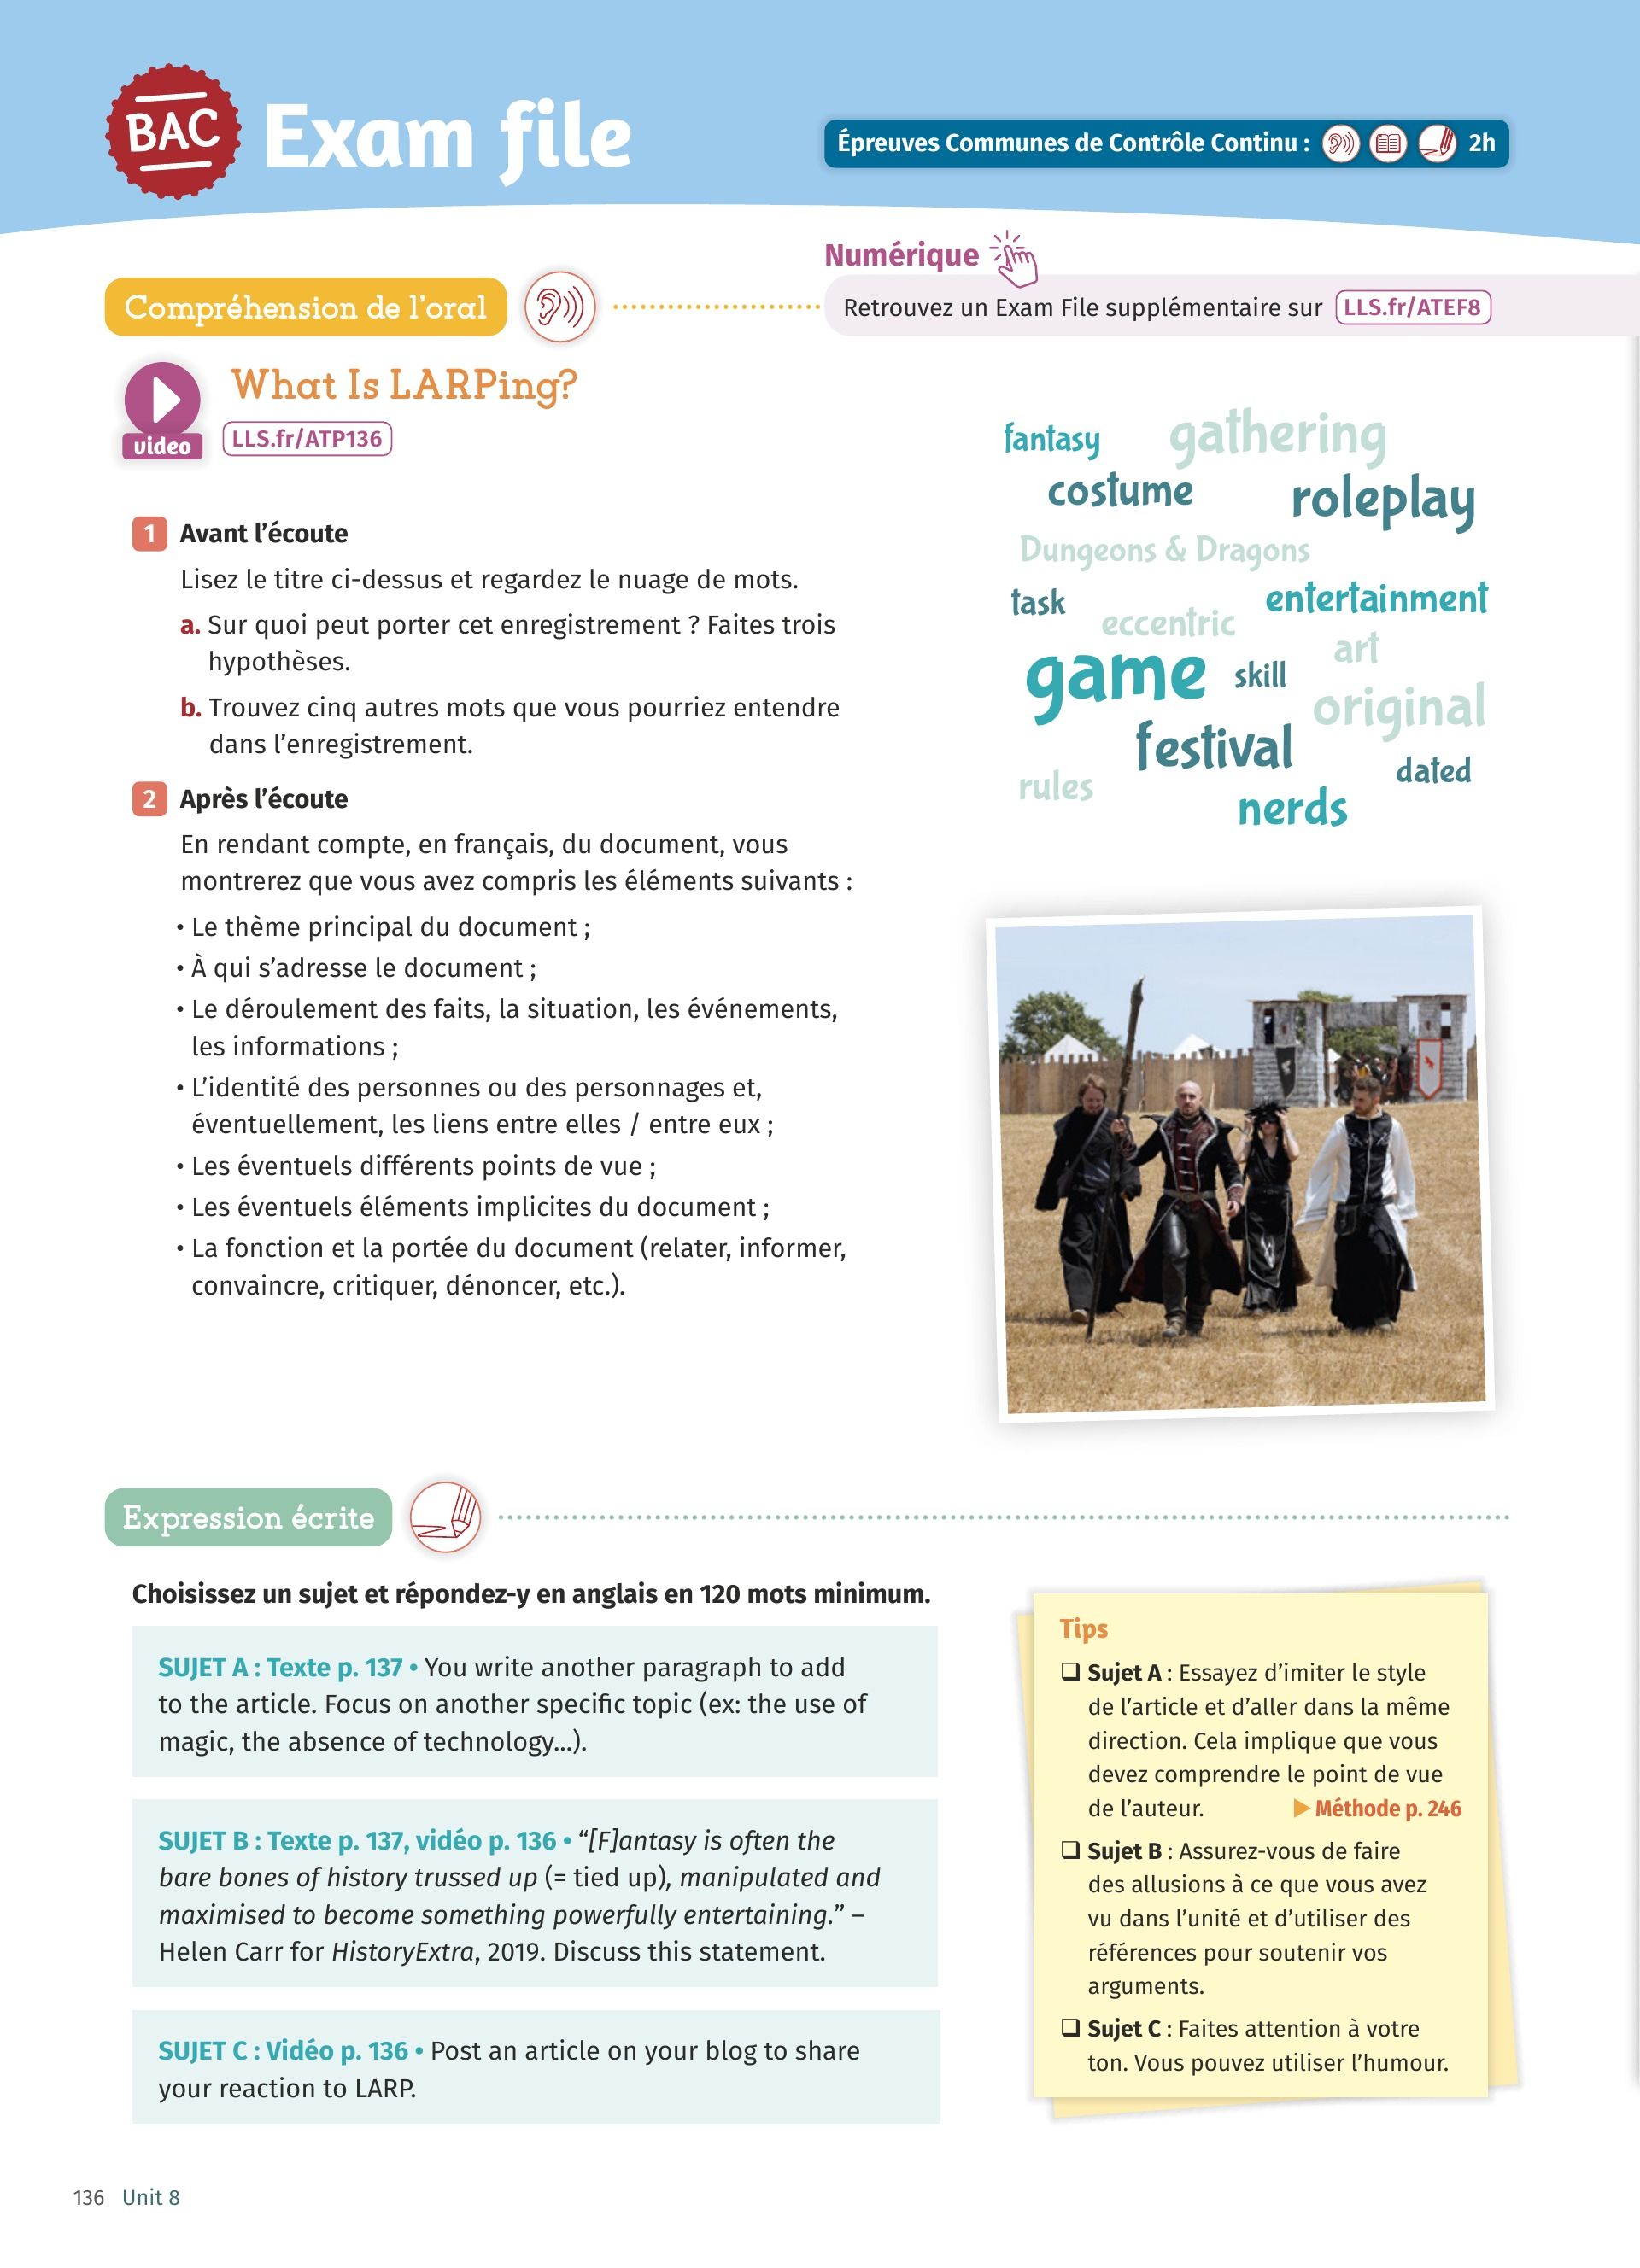 BAC
Exam file
Épreuves Communes de Contrôle Continu : 2h
Numérique
Retrouvez un Exam File supplémentaire sur LLS.fr/ATEF8
Compréhension de l'oral
video
What Is LARPing?
LLS.fr/ATP136
1 Avant l'écoute
Lisez le titre ci-dessus et regardez le nuage de mots.
a. Sur quoi peut porter cet enregistrement ? Faites trois
hypothèses.
b. Trouvez cinq autres mots que vous pourriez entendre
dans l'enregistrement.
2 Après l'écoute
En rendant compte, en français, du document, vous
montrerez que vous avez compris les éléments suivants :
• Le thème principal du document ;
• À qui s'adresse le document ;
• Le déroulement des faits, la situation, les événements,
les informations ;
• L'identité des personnes ou des personnages et,
éventuellement, les liens entre elles / entre eux ;
• Les éventuels différents points de vue ;
• Les éventuels éléments implicites du document ;
• La fonction et la portée du document (relater, informer,
convaincre, critiquer, dénoncer, etc.).
fantasy gathering
costume roleplay
Dungeons & Dragons
task eccentric entertainment
art
game skill
original
festival
dated
rules
nerds
Expression écrite
Choisissez un sujet et répondez-y en anglais en 120 mots minimum.
SUJET A : Texte p. 137 • You write another paragraph to add
to the article. Focus on another specific topic (ex: the use of
magic, the absence of technology...).
SUJET B : Texte p. 137, vidéo p. 136 • “[F]antasy is often the
bare bones of history trussed up (= tied up), manipulated and
maximised to become something powerfully entertaining.” –
Helen Carr for HistoryExtra, 2019. Discuss this statement.
SUJET C : Vidéo p. 136 • Post an article on your blog to share
your reaction to LARP.
Tips
❑ Sujet A : Essayez d'imiter le style
de l'article et d'aller dans la même
direction. Cela implique que vous
devez comprendre le point de vue
de l'auteur. ▶ Méthode p. 246
❑ Sujet B : Assurez-vous de faire
des allusions à ce que vous avez
vu dans l'unité et d'utiliser des
références pour soutenir vos
arguments.
❑ Sujet C : Faites attention à votre
ton. Vous pouvez utiliser l'humour.
136 Unit 8